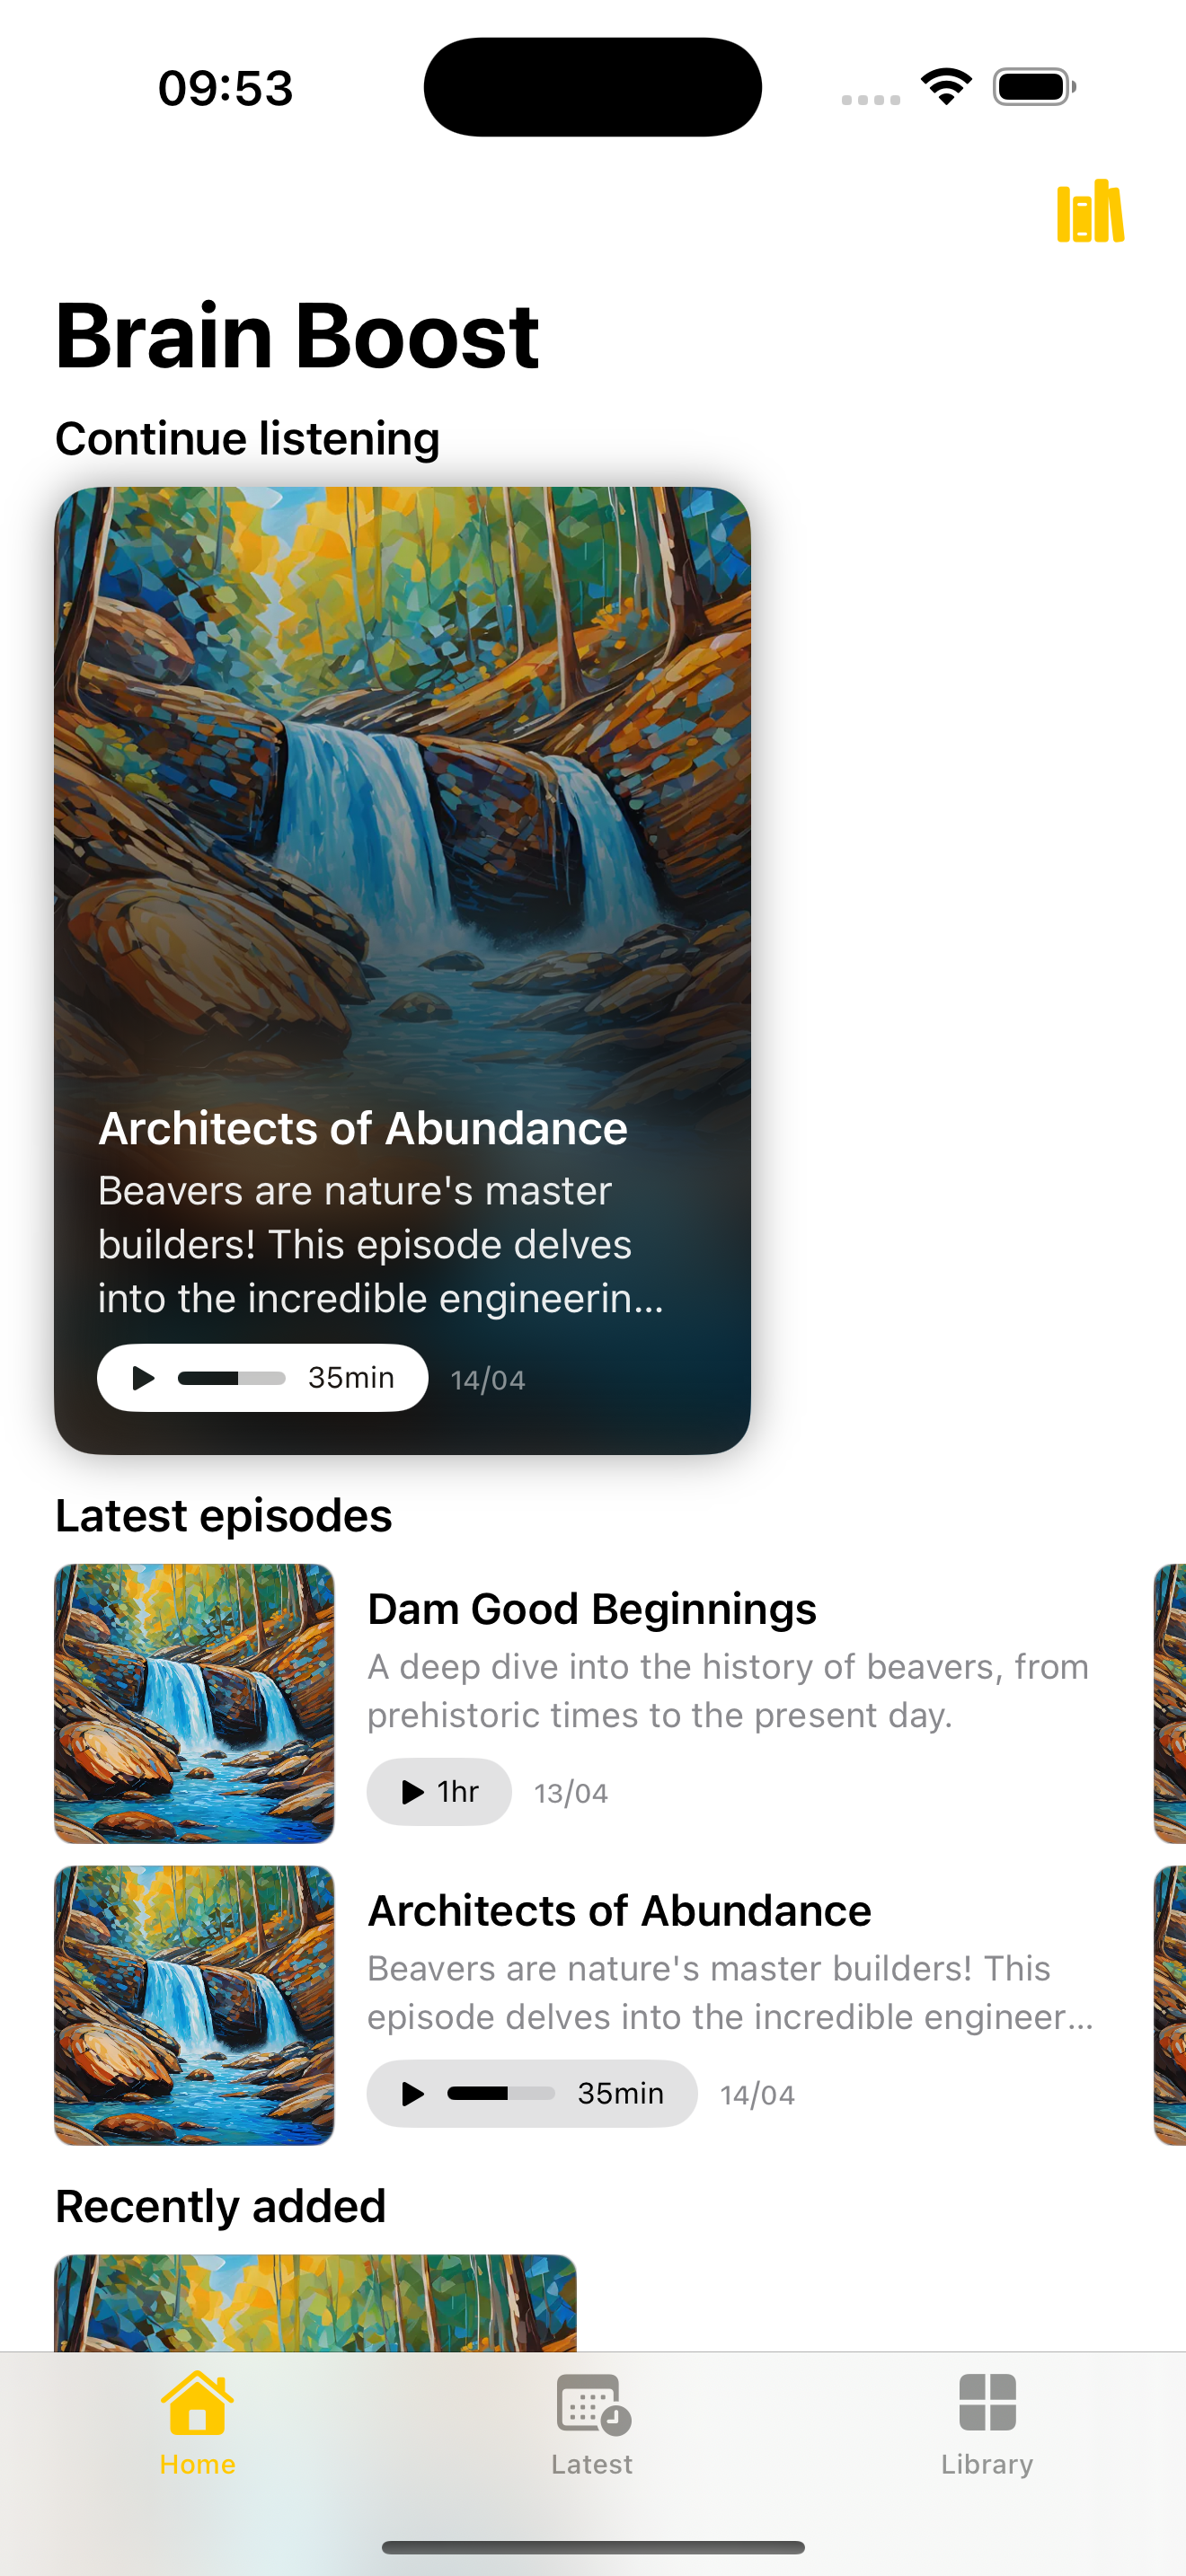 09:53
Brain Boost
Continue listening
Architects of Abundance
Beavers are nature's master
builders! This episode delves
into the incredible engineerin...
35min 14/04
Latest episodes
Dam Good Beginnings
A deep dive into the history of beavers, from
prehistoric times to the present day.
1hr 13/04
Architects of Abundance
Beavers are nature's master builders! This
episode delves into the incredible engineer...
35min 14/04
Recently added
Home Latest Library